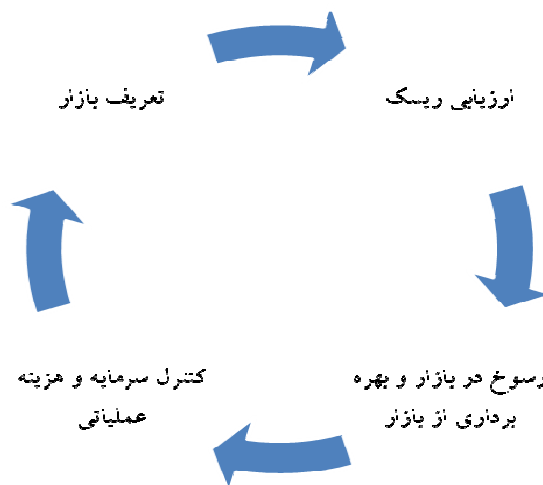 تعریف بازار
ارزیابی ریسک
رسوخ در بازار و بهره
برداری از بازار
کنترل سرمایه و هزینه
عملیاتی